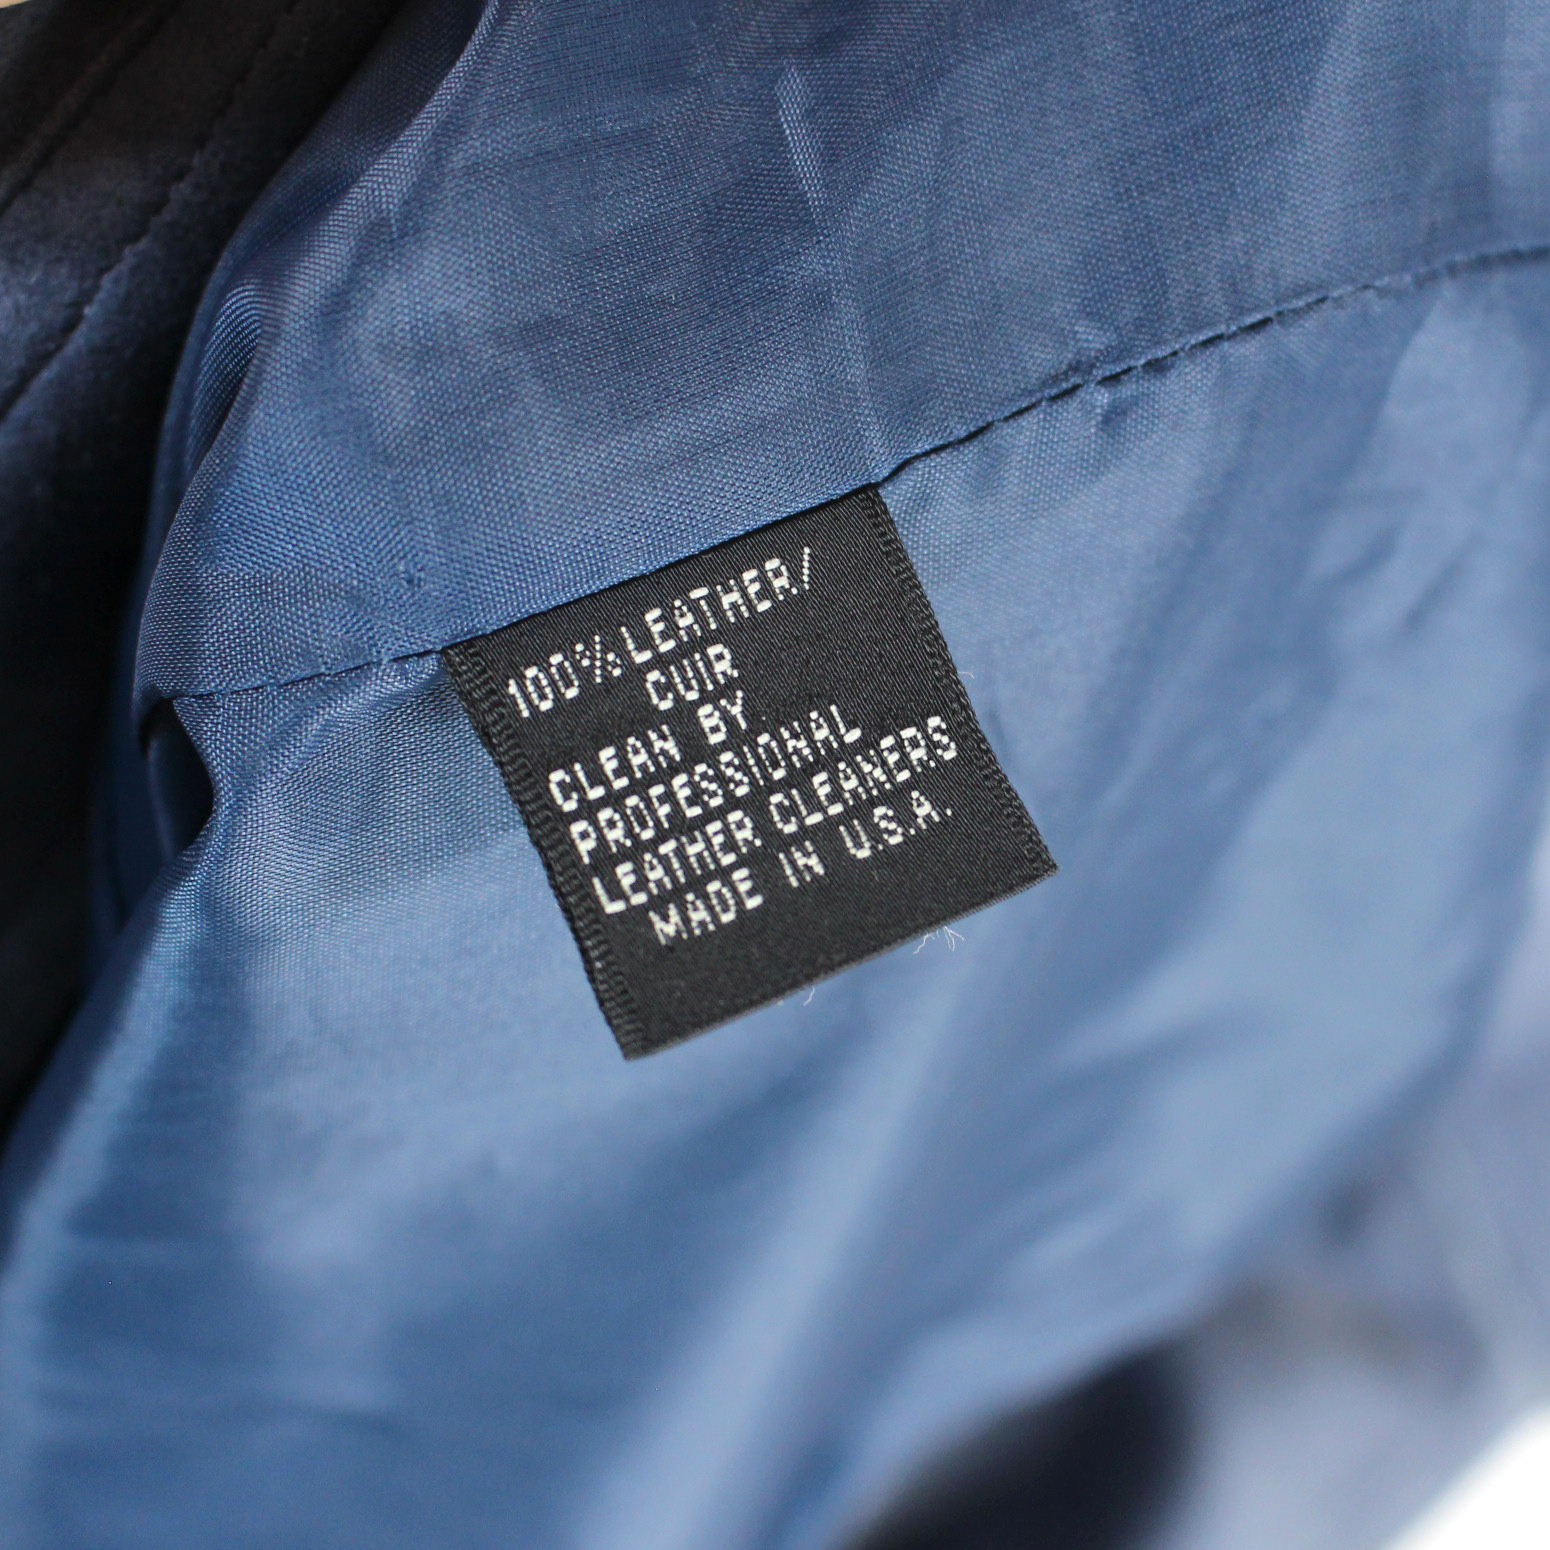 100% LEATHER/
CUIR
CLEAN BY
PROFESSIONAL
LEATHER CLEANERS
MADE IN U.S.A.